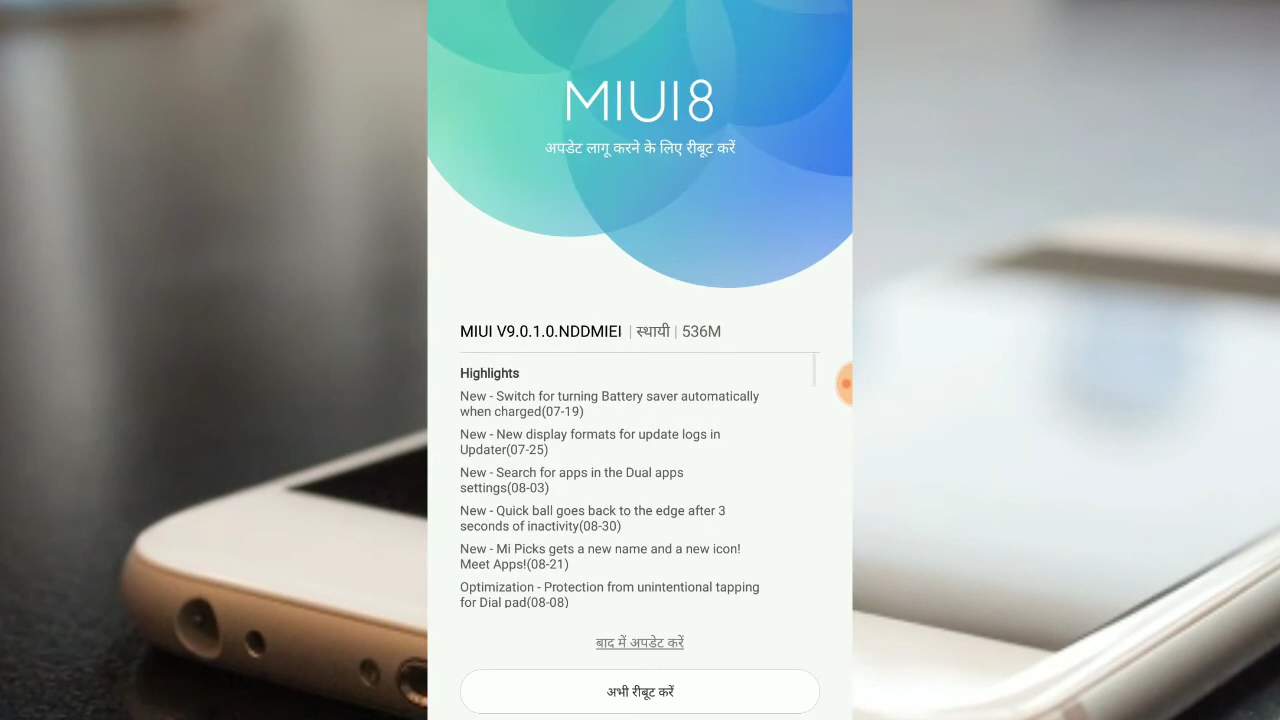 MIUI 8
अपडेट लागू करने के लिए रीबूट करें
MIUI V9.0.1.0.NDDMIEI | स्थायी | 536M
Highlights
New - Switch for turning Battery saver automatically
when charged(07-19)
New - New display formats for update logs in
Updater(07-25)
New - Search for apps in the Dual apps
settings(08-03)
New - Quick ball goes back to the edge after 3
seconds of inactivity(08-30)
New - Mi Picks gets a new name and a new icon!
Meet Apps!(08-21)
Optimization - Protection from unintentional tapping
for Dial pad(08-08)
बाद में अपडेट करें
अभी रीबूट करें